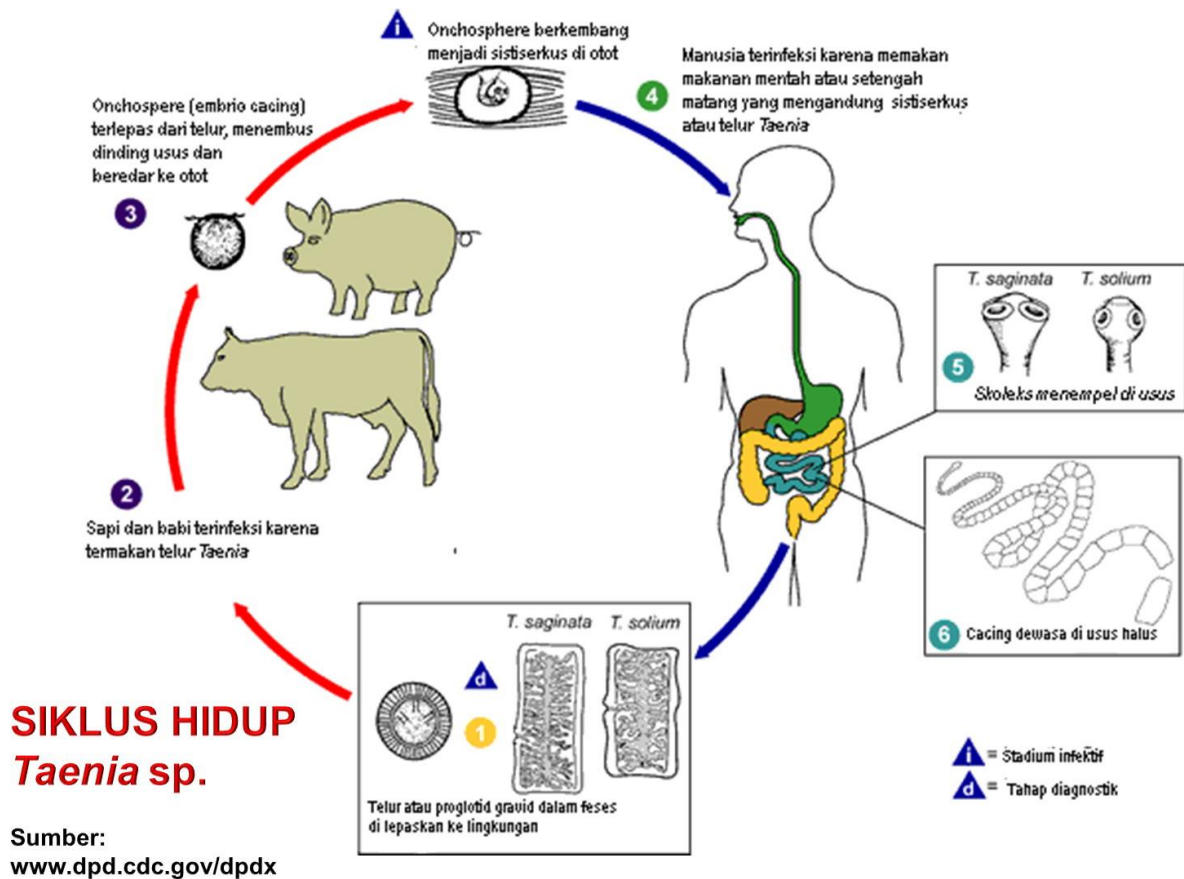 i
Onchosphere berkembang
menjadi sistiserkus di otot
4
Manusia terinfeksi karena memakan
makanan mentah atau setengah
matang yang mengandung sistiserkus
atau telur Taenia
Onchospere (embrio cacing)
terlepas dari telur, menembus
dinding usus dan
beredar ke otot
3
T. saginata T. solium
5
Skoleks menempel di usus
2
Sapi dan babi terinfeksi karena
termakan telur Taenia
6 Cacing dewasa di usus halus
T. saginata T. solium
d
1
Telur atau proglotid gravid dalam feses
di lepaskan ke lingkungan
SIKLUS HIDUP
Taenia sp.
i = Stadium infektif
d = Tahap diagnostik
Sumber:
www.dpd.cdc.gov/dpdx